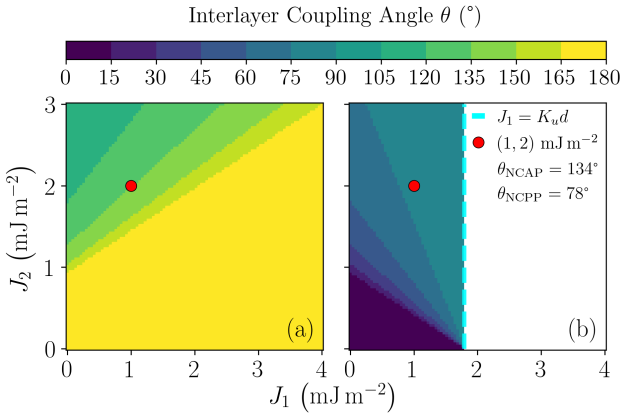 Interlayer Coupling Angle θ (°)
0 15 30 45 60 75 90 105 120 135 150 165 180
J₂ (mJ m⁻²)
3
2
1
0
(a)
0 1 2 3 4
J₁ = Kᵤd
(1, 2) mJ m⁻²
θNCAP = 134°
θNCPP = 78°
(b)
0 1 2 3 4
J₁ (mJ m⁻²)